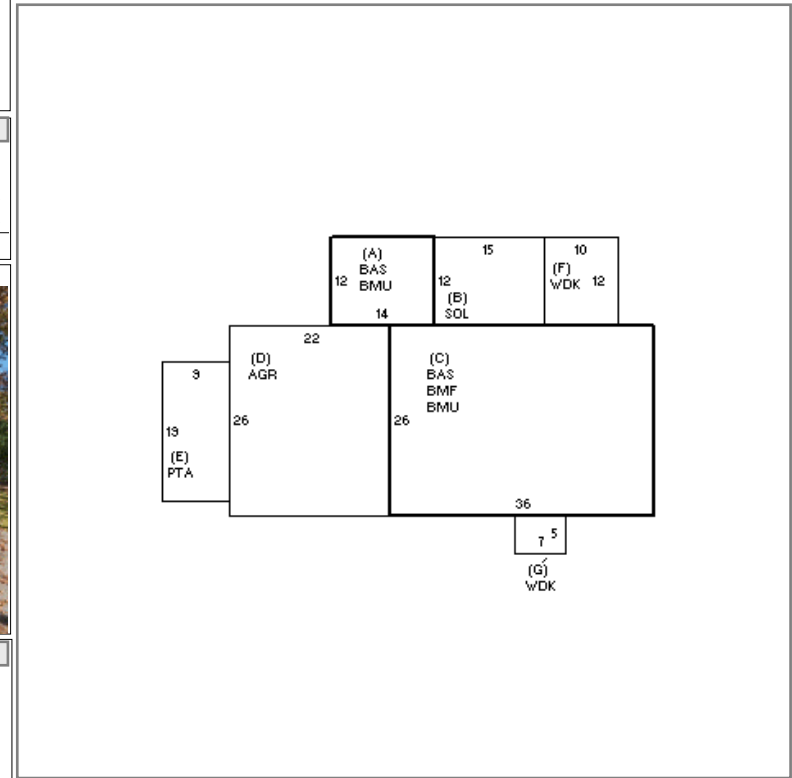 (A)
BAS
BMU
12
14
15
12
(B)
SOL
10
(F)
WDK 12
22
(D)
AGR
26
(C)
BAS
BMF
BMU
26
36
9
19
(E)
PTA
5
7
(G)
WDK